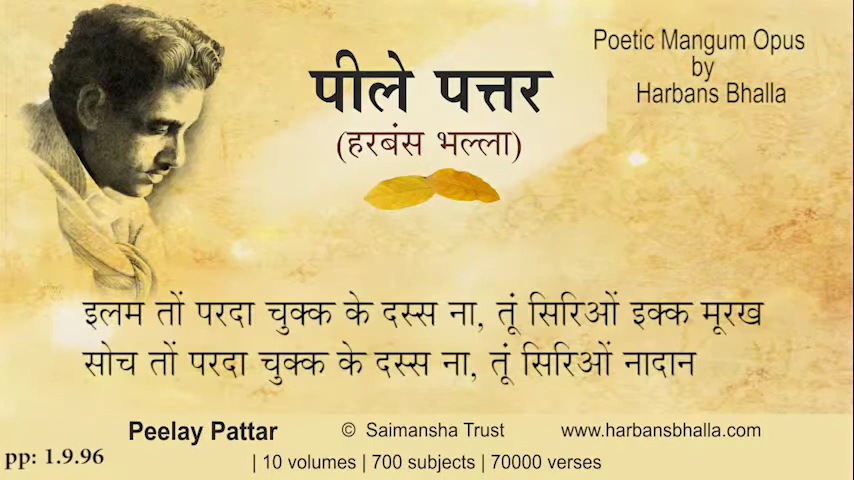 पीले पत्तर
(हरबंस भल्ला)
Poetic Mangum Opus
by
Harbans Bhalla
इलम तों परदा चुक्क के दस्स ना, तूं सिरिओं इक्क मूरख
सोच तों परदा चुक्क के दस्स ना, तूं सिरिओं नादान
Peelay Pattar © Saimansha Trust www.harbansbhalla.com
pp: 1.9.96
| 10 volumes | 700 subjects | 70000 verses